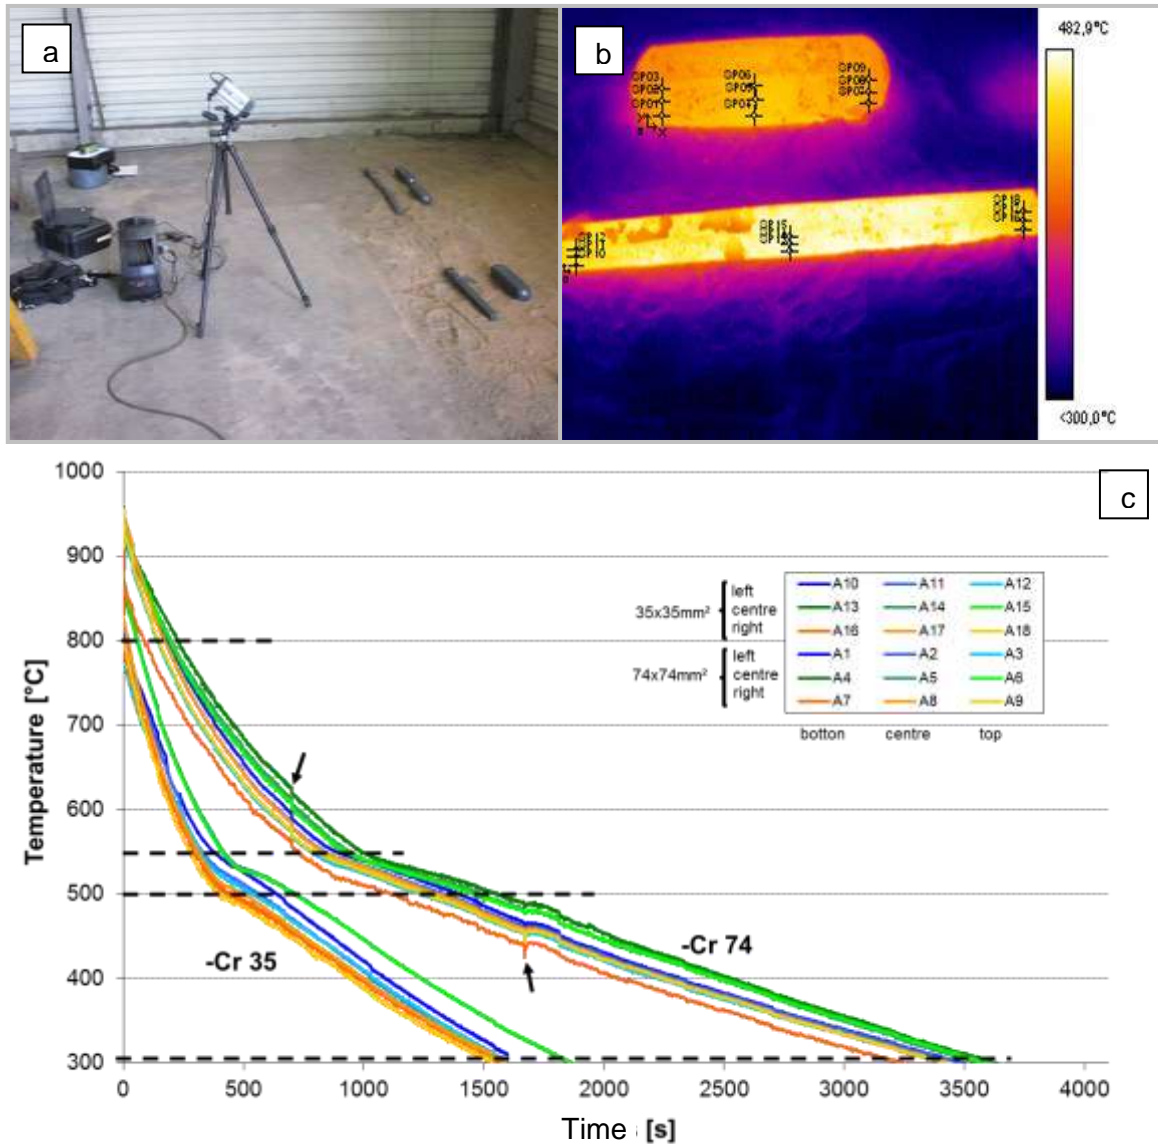 a
b
482,9°C
<300,0°C
c
1000
900
800
700
600
500
400
300
0
500
1000
1500
2000
2500
3000
3500
4000
Temperature [°C]
Time [s]
35x35mm²
left
centre
right
74x74mm²
left
centre
right
A10 A11 A12
A13 A14 A15
A16 A17 A18
A1 A2 A3
A4 A5 A6
A7 A8 A9
botton centre top
-Cr 35
-Cr 74